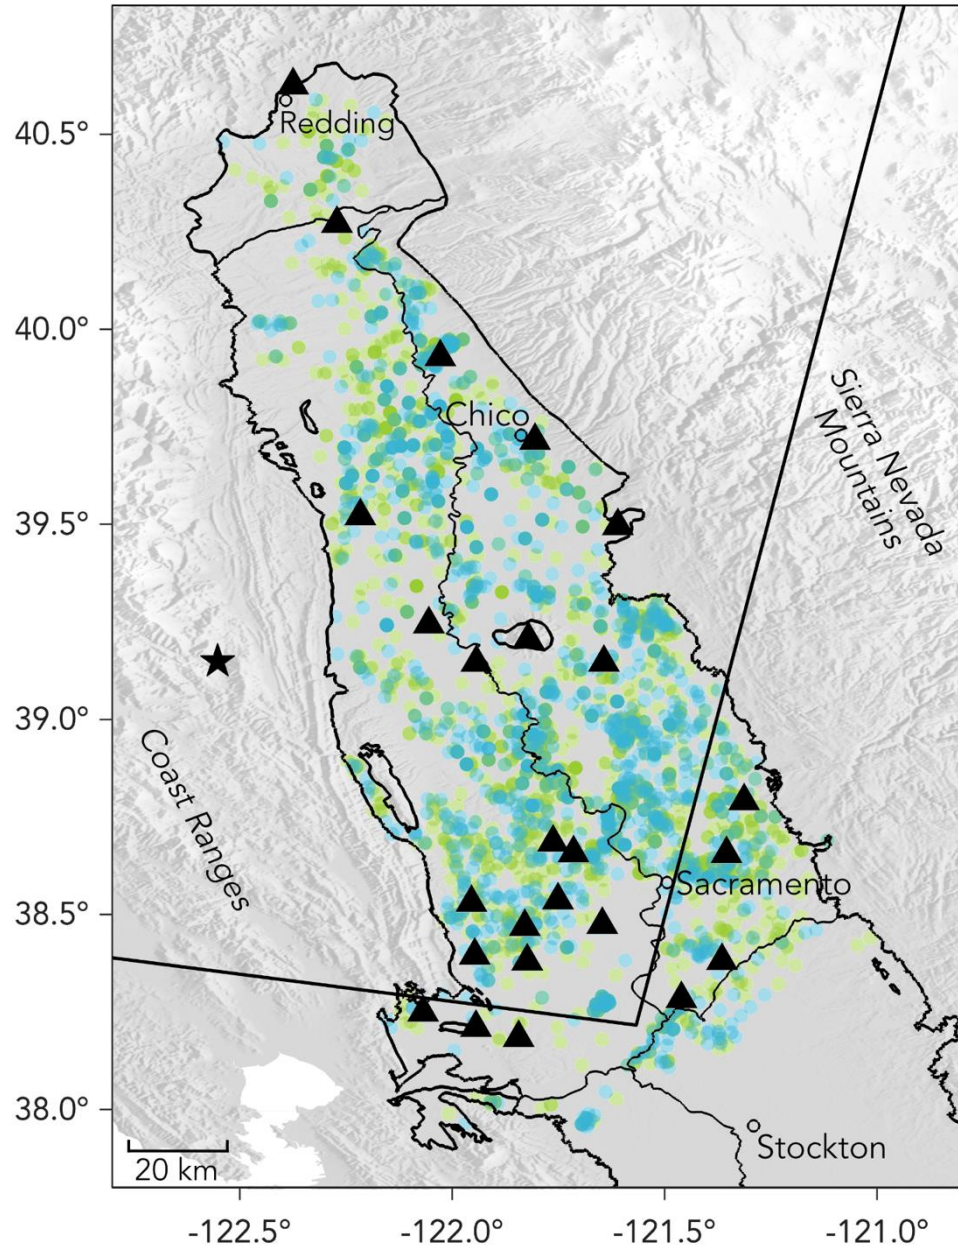 40.5°
Redding
40.0°
Sierra Nevada
Mountains
Chico
39.5°
39.0°
Coast Ranges
Sacramento
38.5°
38.0°
Stockton
20 km
-122.5°
-122.0°
-121.5°
-121.0°